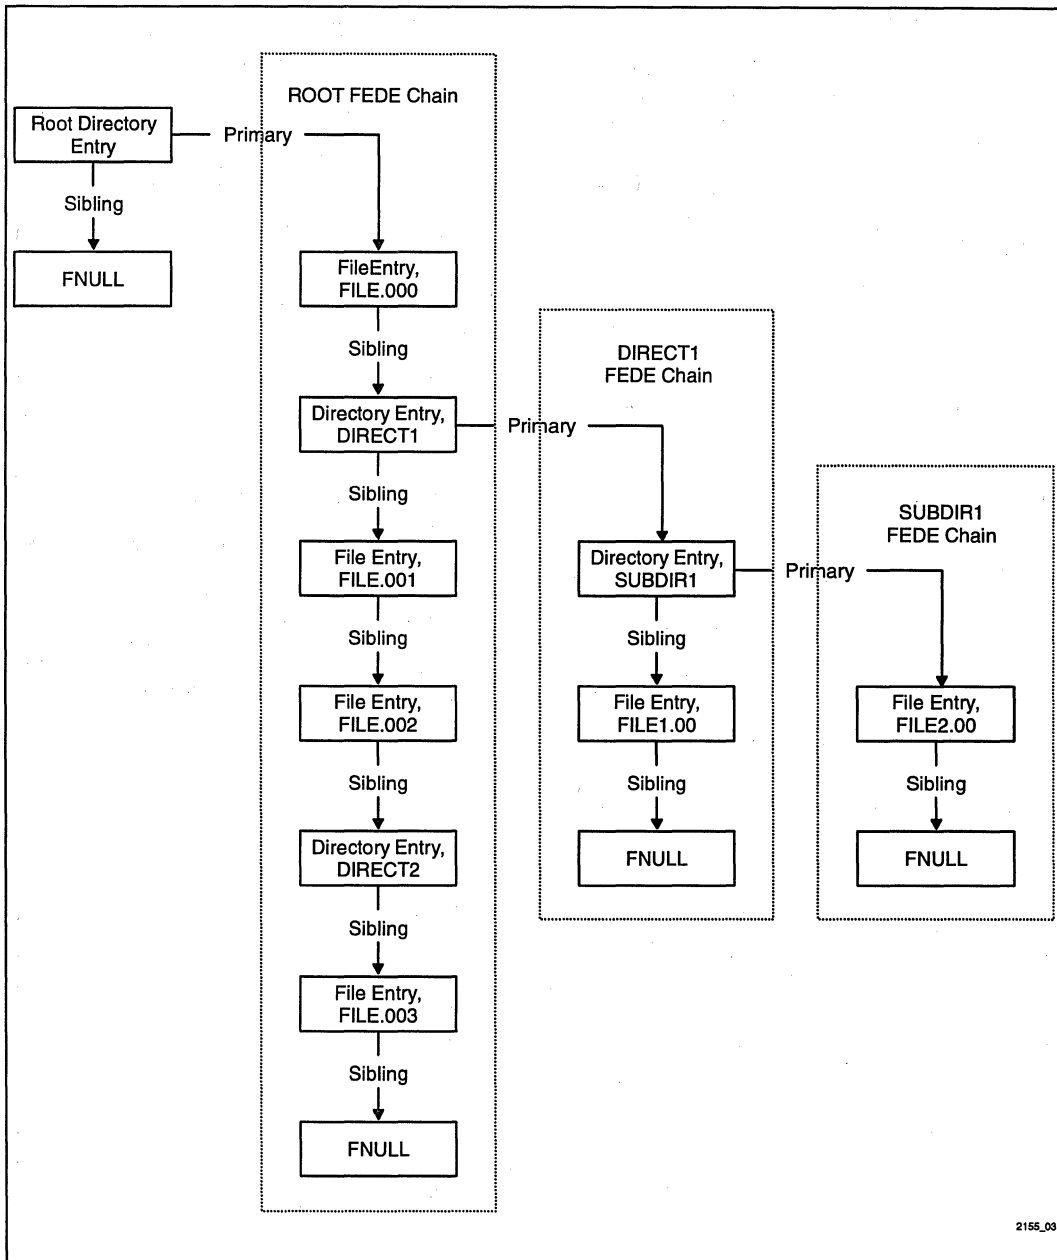 ROOT FEDE Chain
Root Directory
Entry
Primary
Sibling
FNULL
FileEntry,
FILE.000
Sibling
Directory Entry,
DIRECT1
Primary
Sibling
File Entry,
FILE.001
Sibling
File Entry,
FILE.002
Sibling
Directory Entry,
DIRECT2
Sibling
File Entry,
FILE.003
Sibling
FNULL
DIRECT1
FEDE Chain
Directory Entry,
SUBDIR1
Primary
Sibling
File Entry,
FILE1.00
Sibling
FNULL
SUBDIR1
FEDE Chain
File Entry,
FILE2.00
Sibling
FNULL
2155_03